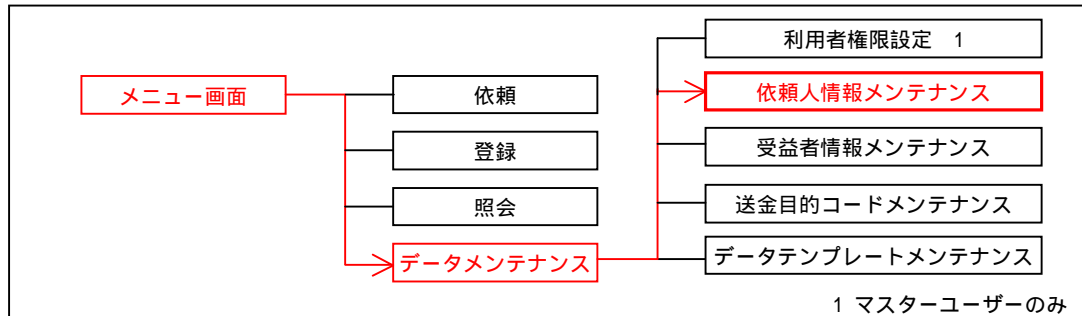 利用者権限設定 1
メニュー画面
依頼
依頼人情報メンテナンス
登録
受益者情報メンテナンス
照会
送金目的コードメンテナンス
データメンテナンス
データテンプレートメンテナンス
1 マスターユーザーのみ